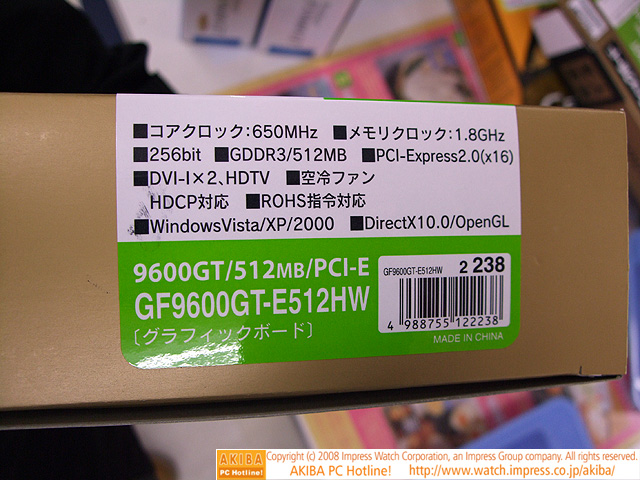 ■コアクロック:650MHz ■メモリクロック:1.8GHz
■256bit ■GDDR3/512MB ■PCI-Express2.0(x16)
■DVI-I×2、HDTV ■空冷ファン
HDCP対応 ■ROHS指令対応
■WindowsVista/XP/2000 ■DirectX10.0/OpenGL
9600GT/512MB/PCI-E
GF9600GT-E512HW
〔グラフィックボード〕
GF9600GT-E512HW 2 238
4 988755 122238
MADE IN CHINA
AKIBA
PC Hotline!
Copyright (c) 2008 Impress Watch Corporation, an Impress Group company. All rights reserved.
AKIBA PC Hotline! http://www.watch.impress.co.jp/akiba/